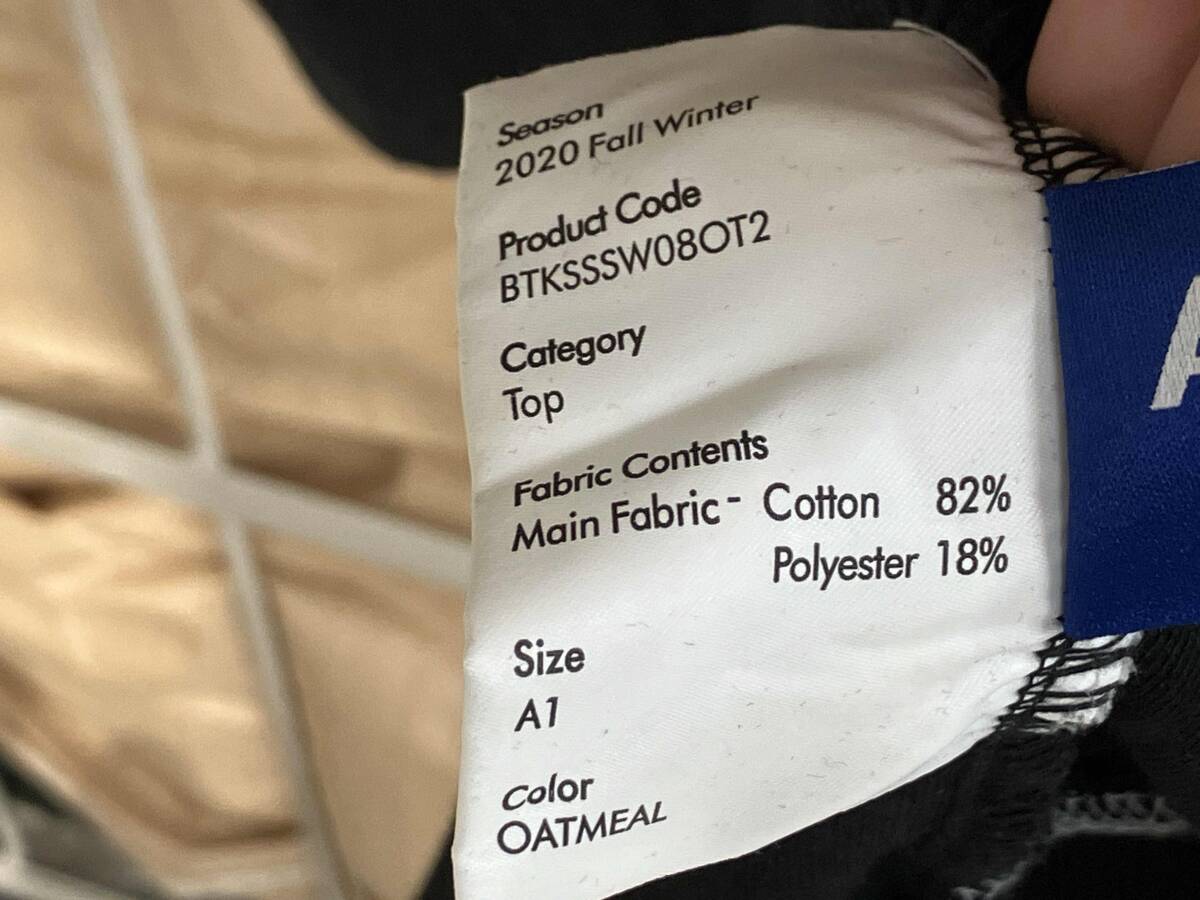 Season
2020 Fall Winter
Product Code
BTKSSSW08OT2
Category
Top
Fabric Contents
Main Fabric - Cotton 82%
Polyester 18%
Size
A1
Color
OATMEAL
A